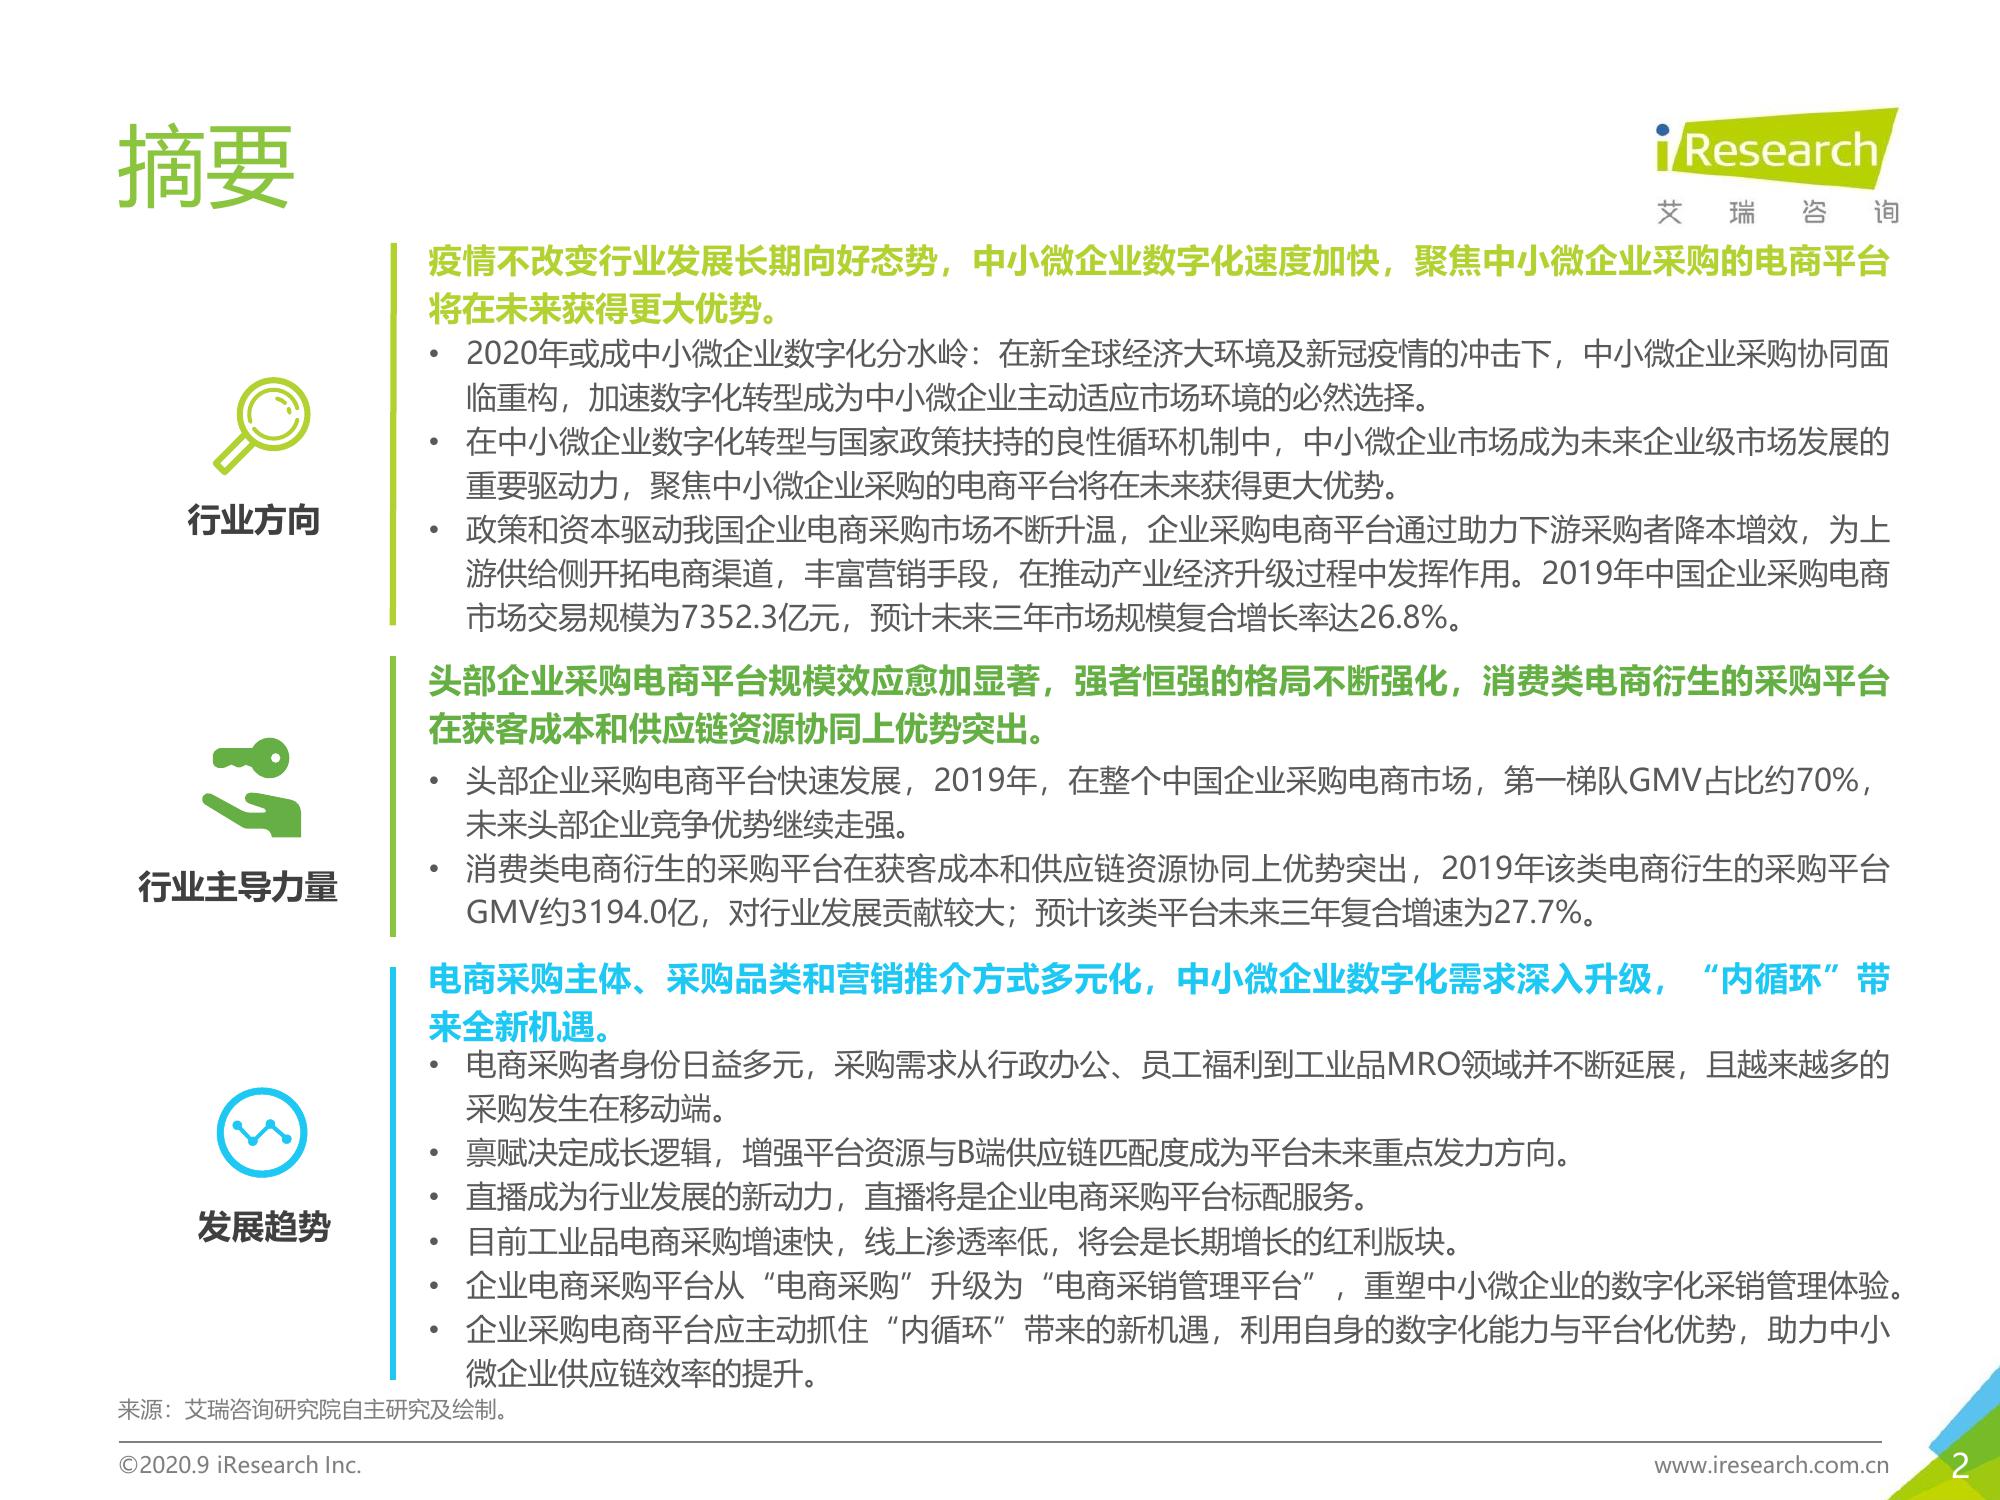 摘要
iResearch
艾瑞咨询
疫情不改变行业发展长期向好态势，中小微企业数字化速度加快，聚焦中小微企业采购的电商平台
将在未来获得更大优势。
• 2020年或成中小微企业数字化分水岭：在新全球经济大环境及新冠疫情的冲击下，中小微企业采购协同面
临重构，加速数字化转型成为中小微企业主动适应市场环境的必然选择。
• 在中小微企业数字化转型与国家政策扶持的良性循环机制中，中小微企业市场成为未来企业级市场发展的
重要驱动力，聚焦中小微企业采购的电商平台将在未来获得更大优势。
• 政策和资本驱动我国企业电商采购市场不断升温，企业采购电商平台通过助力下游采购者降本增效，为上
游供给侧开拓电商渠道，丰富营销手段，在推动产业经济升级过程中发挥作用。2019年中国企业采购电商
市场交易规模为7352.3亿元，预计未来三年市场规模复合增长率达26.8%。
行业方向
头部企业采购电商平台规模效应愈加显著，强者恒强的格局不断强化，消费类电商衍生的采购平台
在获客成本和供应链资源协同上优势突出。
• 头部企业采购电商平台快速发展，2019年，在整个中国企业采购电商市场，第一梯队GMV占比约70%，
未来头部企业竞争优势继续走强。
• 消费类电商衍生的采购平台在获客成本和供应链资源协同上优势突出，2019年该类电商衍生的采购平台
GMV约3194.0亿，对行业发展贡献较大；预计该类平台未来三年复合增速为27.7%。
行业主导力量
电商采购主体、采购品类和营销推介方式多元化，中小微企业数字化需求深入升级，“内循环”带
来全新机遇。
• 电商采购者身份日益多元，采购需求从行政办公、员工福利到工业品MRO领域并不断延展，且越来越多的
采购发生在移动端。
• 禀赋决定成长逻辑，增强平台资源与B端供应链匹配度成为平台未来重点发力方向。
• 直播成为行业发展的新动力，直播将是企业电商采购平台标配服务。
• 目前工业品电商采购增速快，线上渗透率低，将会是长期增长的红利版块。
• 企业电商采购平台从“电商采购”升级为“电商采销管理平台”，重塑中小微企业的数字化采销管理体验。
• 企业采购电商平台应主动抓住“内循环”带来的新机遇，利用自身的数字化能力与平台化优势，助力中小
微企业供应链效率的提升。
发展趋势
来源：艾瑞咨询研究院自主研究及绘制。
©2020.9 iResearch Inc.
www.iresearch.com.cn
2